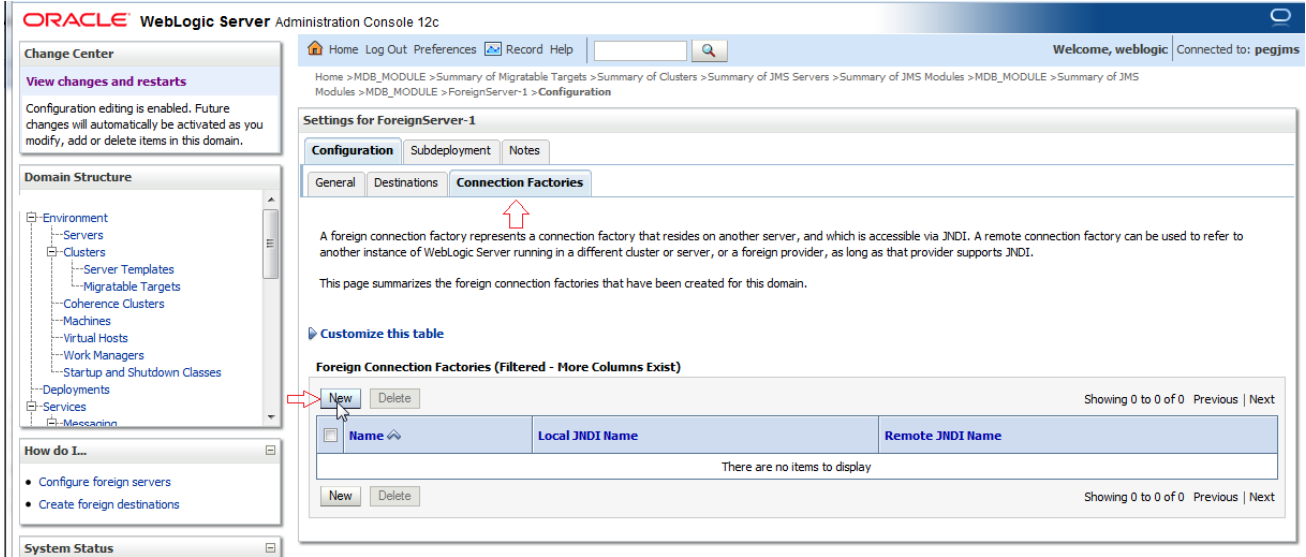 ORACLE WebLogic Server Administration Console 12c
Change Center
View changes and restarts
Configuration editing is enabled. Future
changes will automatically be activated as you
modify, add or delete items in this domain.
Domain Structure
Environment
Servers
Clusters
Server Templates
Migratable Targets
Coherence Clusters
Machines
Virtual Hosts
Work Managers
Startup and Shutdown Classes
Deployments
Services
Messaging
How do I...
Configure foreign servers
Create foreign destinations
System Status
Home Log Out Preferences Record Help
Welcome, weblogic Connected to: pegjms
Home >MDB_MODULE >Summary of Migratable Targets >Summary of Clusters >Summary of JMS Servers >Summary of JMS Modules >MDB_MODULE >Summary of JMS
Modules >MDB_MODULE >ForeignServer-1 >Configuration
Settings for ForeignServer-1
Configuration Subdeployment Notes
General Destinations Connection Factories
A foreign connection factory represents a connection factory that resides on another server, and which is accessible via JNDI. A remote connection factory can be used to refer to
another instance of WebLogic Server running in a different cluster or server, or a foreign provider, as long as that provider supports JNDI.
This page summarizes the foreign connection factories that have been created for this domain.
Customize this table
Foreign Connection Factories (Filtered - More Columns Exist)
New Delete Showing 0 to 0 of 0 Previous | Next
Name Local JNDI Name Remote JNDI Name
There are no items to display
New Delete Showing 0 to 0 of 0 Previous | Next